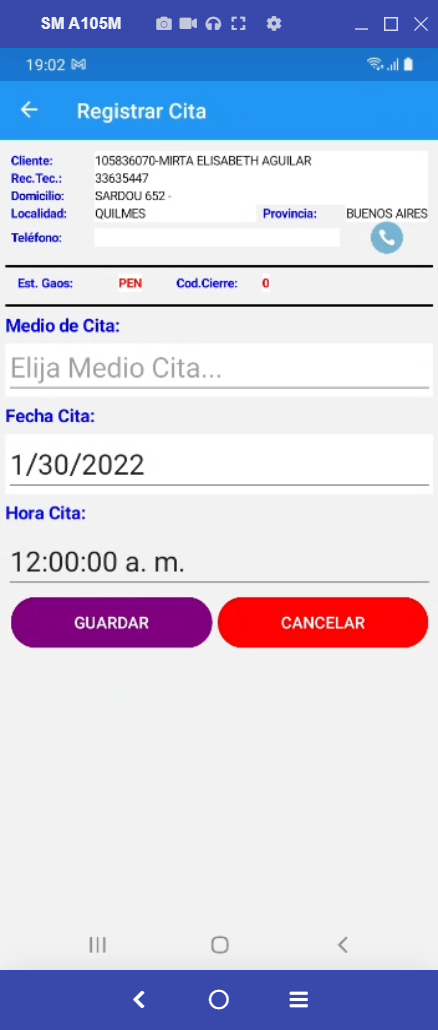 SM A105M
19:02
Registrar Cita
Cliente: 105836070-MIRTA ELISABETH AGUILAR
Rec.Tec.: 33635447
Domicilio: SARDOU 652 -
Localidad: QUILMES Provincia: BUENOS AIRES
Teléfono:
Est. Gaos: PEN Cod.Cierre: 0
Medio de Cita:
Elija Medio Cita...
Fecha Cita:
1/30/2022
Hora Cita:
12:00:00 a. m.
GUARDAR CANCELAR